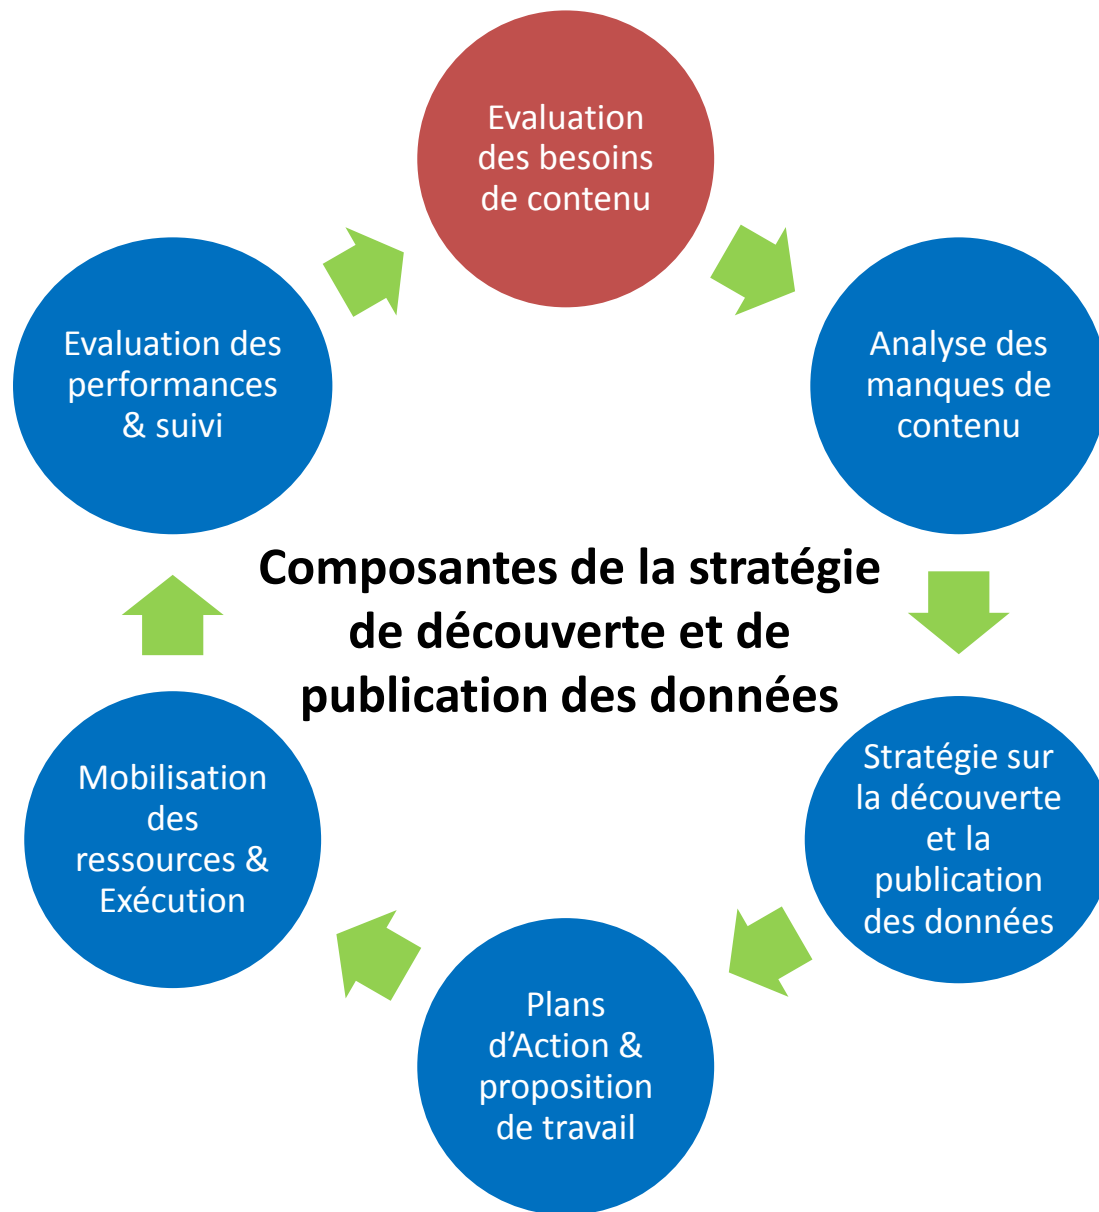 Evaluation
des besoins
de contenu
Analyse des
manques de
contenu
Stratégie sur
la découverte
et la
publication
des données
Plans
d’Action &
proposition
de travail
Mobilisation
des
ressources &
Exécution
Evaluation des
performances
& suivi
Composantes de la stratégie
de découverte et de
publication des données